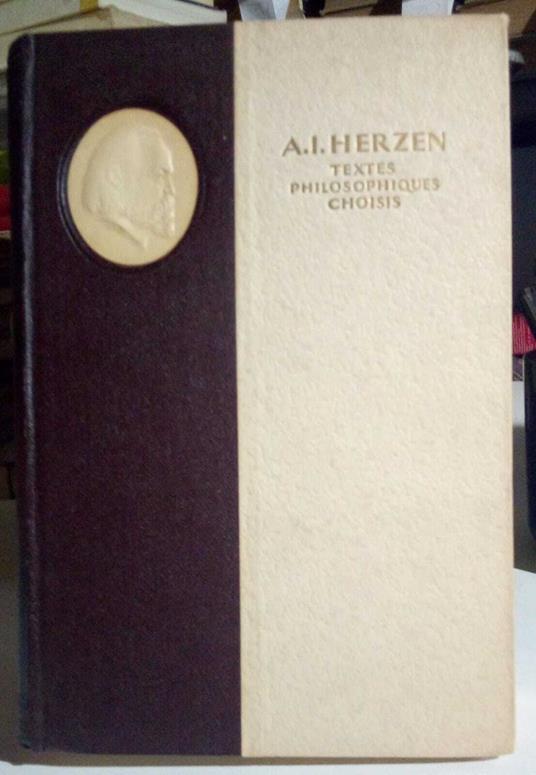 A.I. HERZEN
TEXTES
PHILOSOPHIQUES
CHOISIS